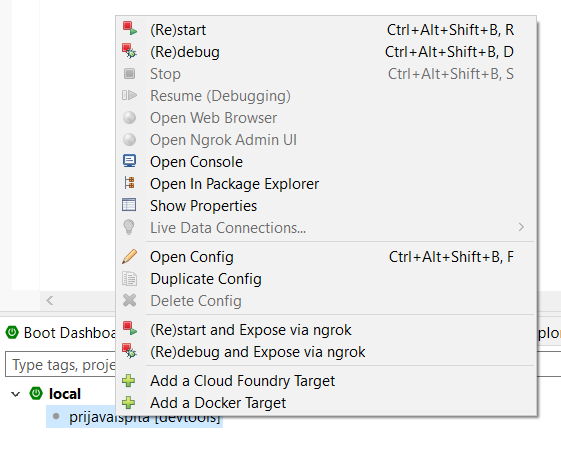 (Re)start Ctrl+Alt+Shift+B, R
(Re)debug Ctrl+Alt+Shift+B, D
Stop Ctrl+Alt+Shift+B, S
Resume (Debugging)
Open Web Browser
Open Ngrok Admin UI
Open Console
Open In Package Explorer
Show Properties
Live Data Connections...
Open Config Ctrl+Alt+Shift+B, F
Duplicate Config
Delete Config
Boot Dashboa
(Re)start and Expose via ngrok
plor
Type tags, proje
(Re)debug and Expose via ngrok
Add a Cloud Foundry Target
local
Add a Docker Target
[devtools]